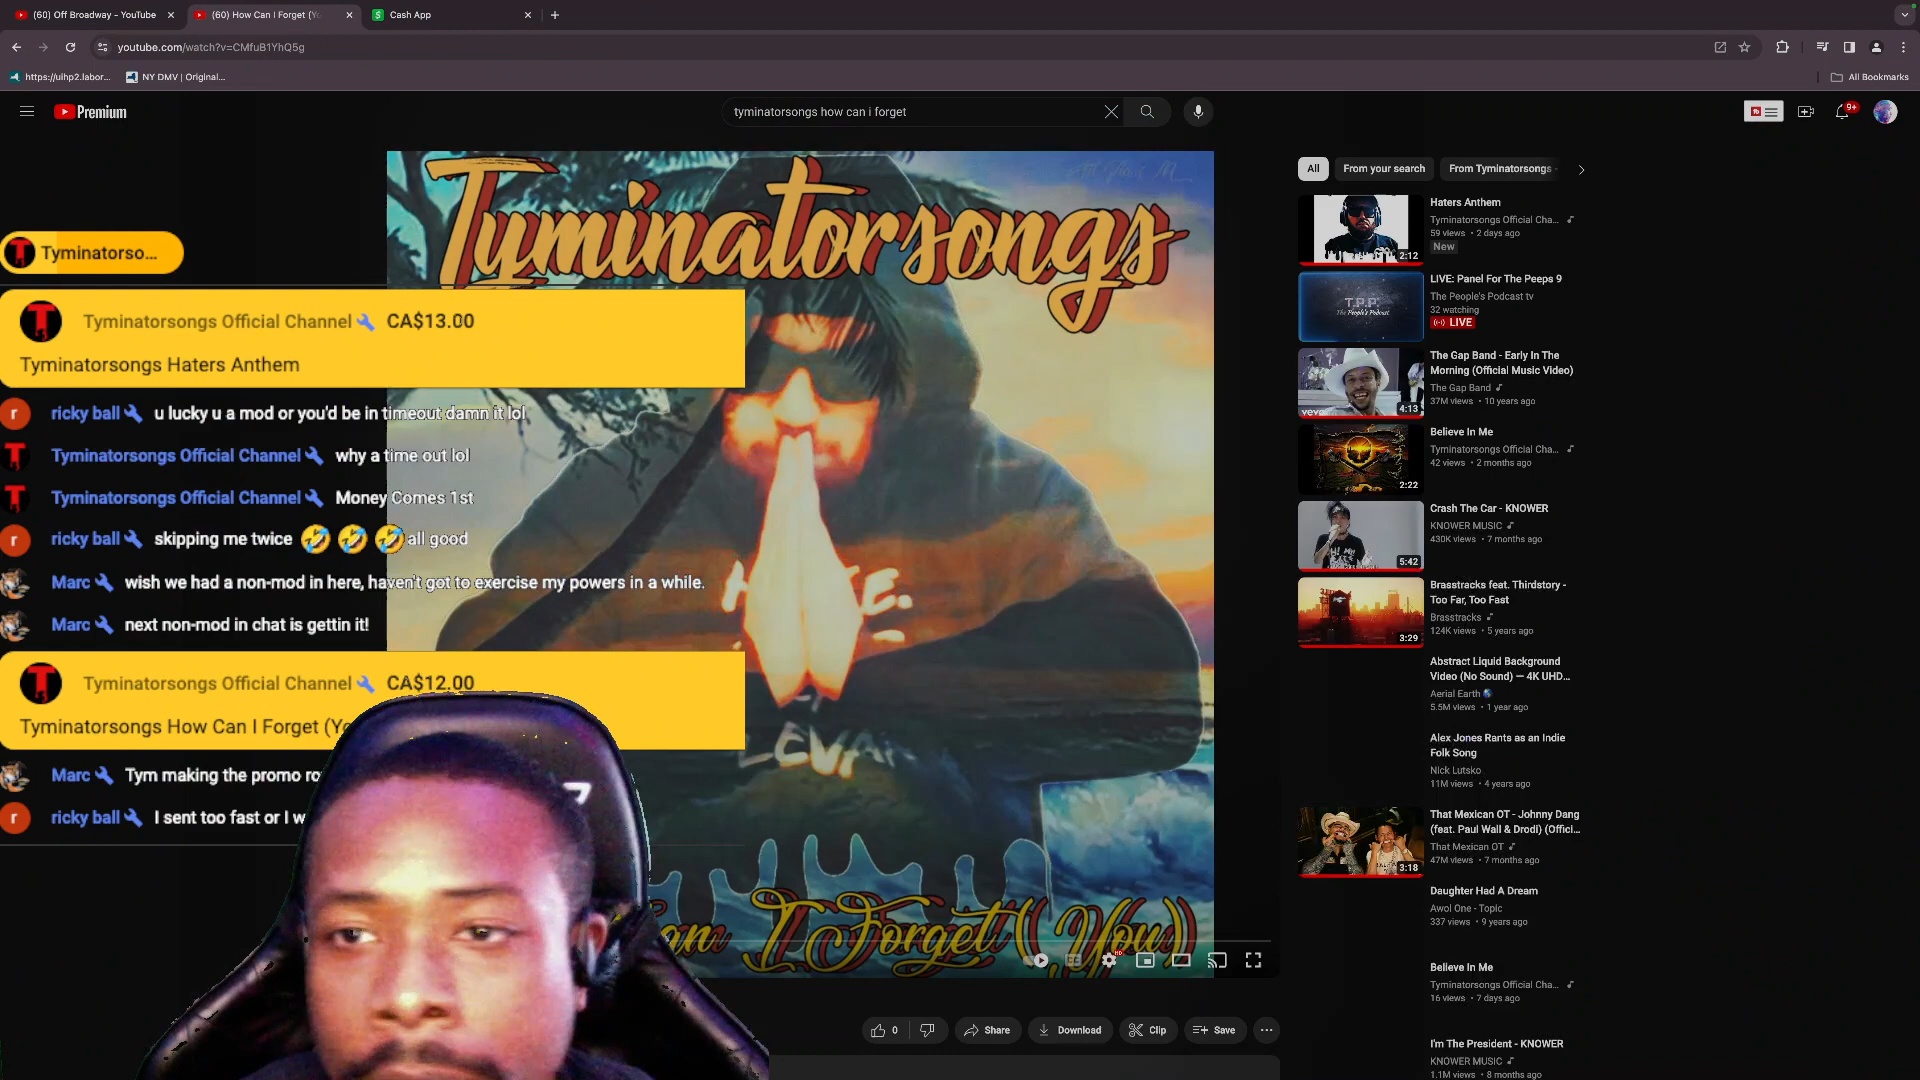 (60) Off Broadway - YouTube
(60) How Can I Forget (Y
Cash App
youtube.com/watch?v=CMfuB1YhQ5g
https://uihp2.labor...
NY DMV | Original...
All Bookmarks
Premium
tyminatorsongs how can i forget
9+
Tyminatorsongs
Tyminatorso...
Tyminatorsongs Official Channel CA$13.00
Tyminatorsongs Haters Anthem
r ricky ball u lucky u a mod or you'd be in timeout damn it lol
Tyminatorsongs Official Channel why a time out lol
Tyminatorsongs Official Channel Money Comes 1st
r ricky ball skipping me twice 🤣 🤣 🤣 all good
Marc wish we had a non-mod in here, haven't got to exercise my powers in a while.
Marc next non-mod in chat is gettin it!
Tyminatorsongs Official Channel CA$12.00
Tyminatorsongs How Can I Forget (Yo
Marc Tym making the promo ro
r ricky ball I sent too fast or I w
an I Forget (You)
0
Share
Download
Clip
Save
All
From your search
From Tyminatorsongs -
Haters Anthem
Tyminatorsongs Official Cha...
59 views • 2 days ago
New
2:12
LIVE: Panel For The Peeps 9
The People's Podcast tv
32 watching
LIVE
T.P.P.
The People's Podcast
The Gap Band - Early In The
Morning (Official Music Video)
The Gap Band
37M views • 10 years ago
vevo
4:13
Believe In Me
Tyminatorsongs Official Cha...
42 views • 2 months ago
2:22
Crash The Car - KNOWER
KNOWER MUSIC
430K views • 7 months ago
5:42
Brasstracks feat. Thirdstory -
Too Far, Too Fast
Brasstracks
124K views • 5 years ago
3:29
Abstract Liquid Background
Video (No Sound) — 4K UHD...
Aerial Earth
5.5M views • 1 year ago
Alex Jones Rants as an Indie
Folk Song
Nick Lutsko
11M views • 4 years ago
That Mexican OT - Johnny Dang
(feat. Paul Wall & Drodi) (Offici...
That Mexican OT
47M views • 7 months ago
3:18
Daughter Had A Dream
Awol One - Topic
337 views • 9 years ago
Believe In Me
Tyminatorsongs Official Cha...
16 views • 7 days ago
I'm The President - KNOWER
KNOWER MUSIC
1.1M views • 8 months ago